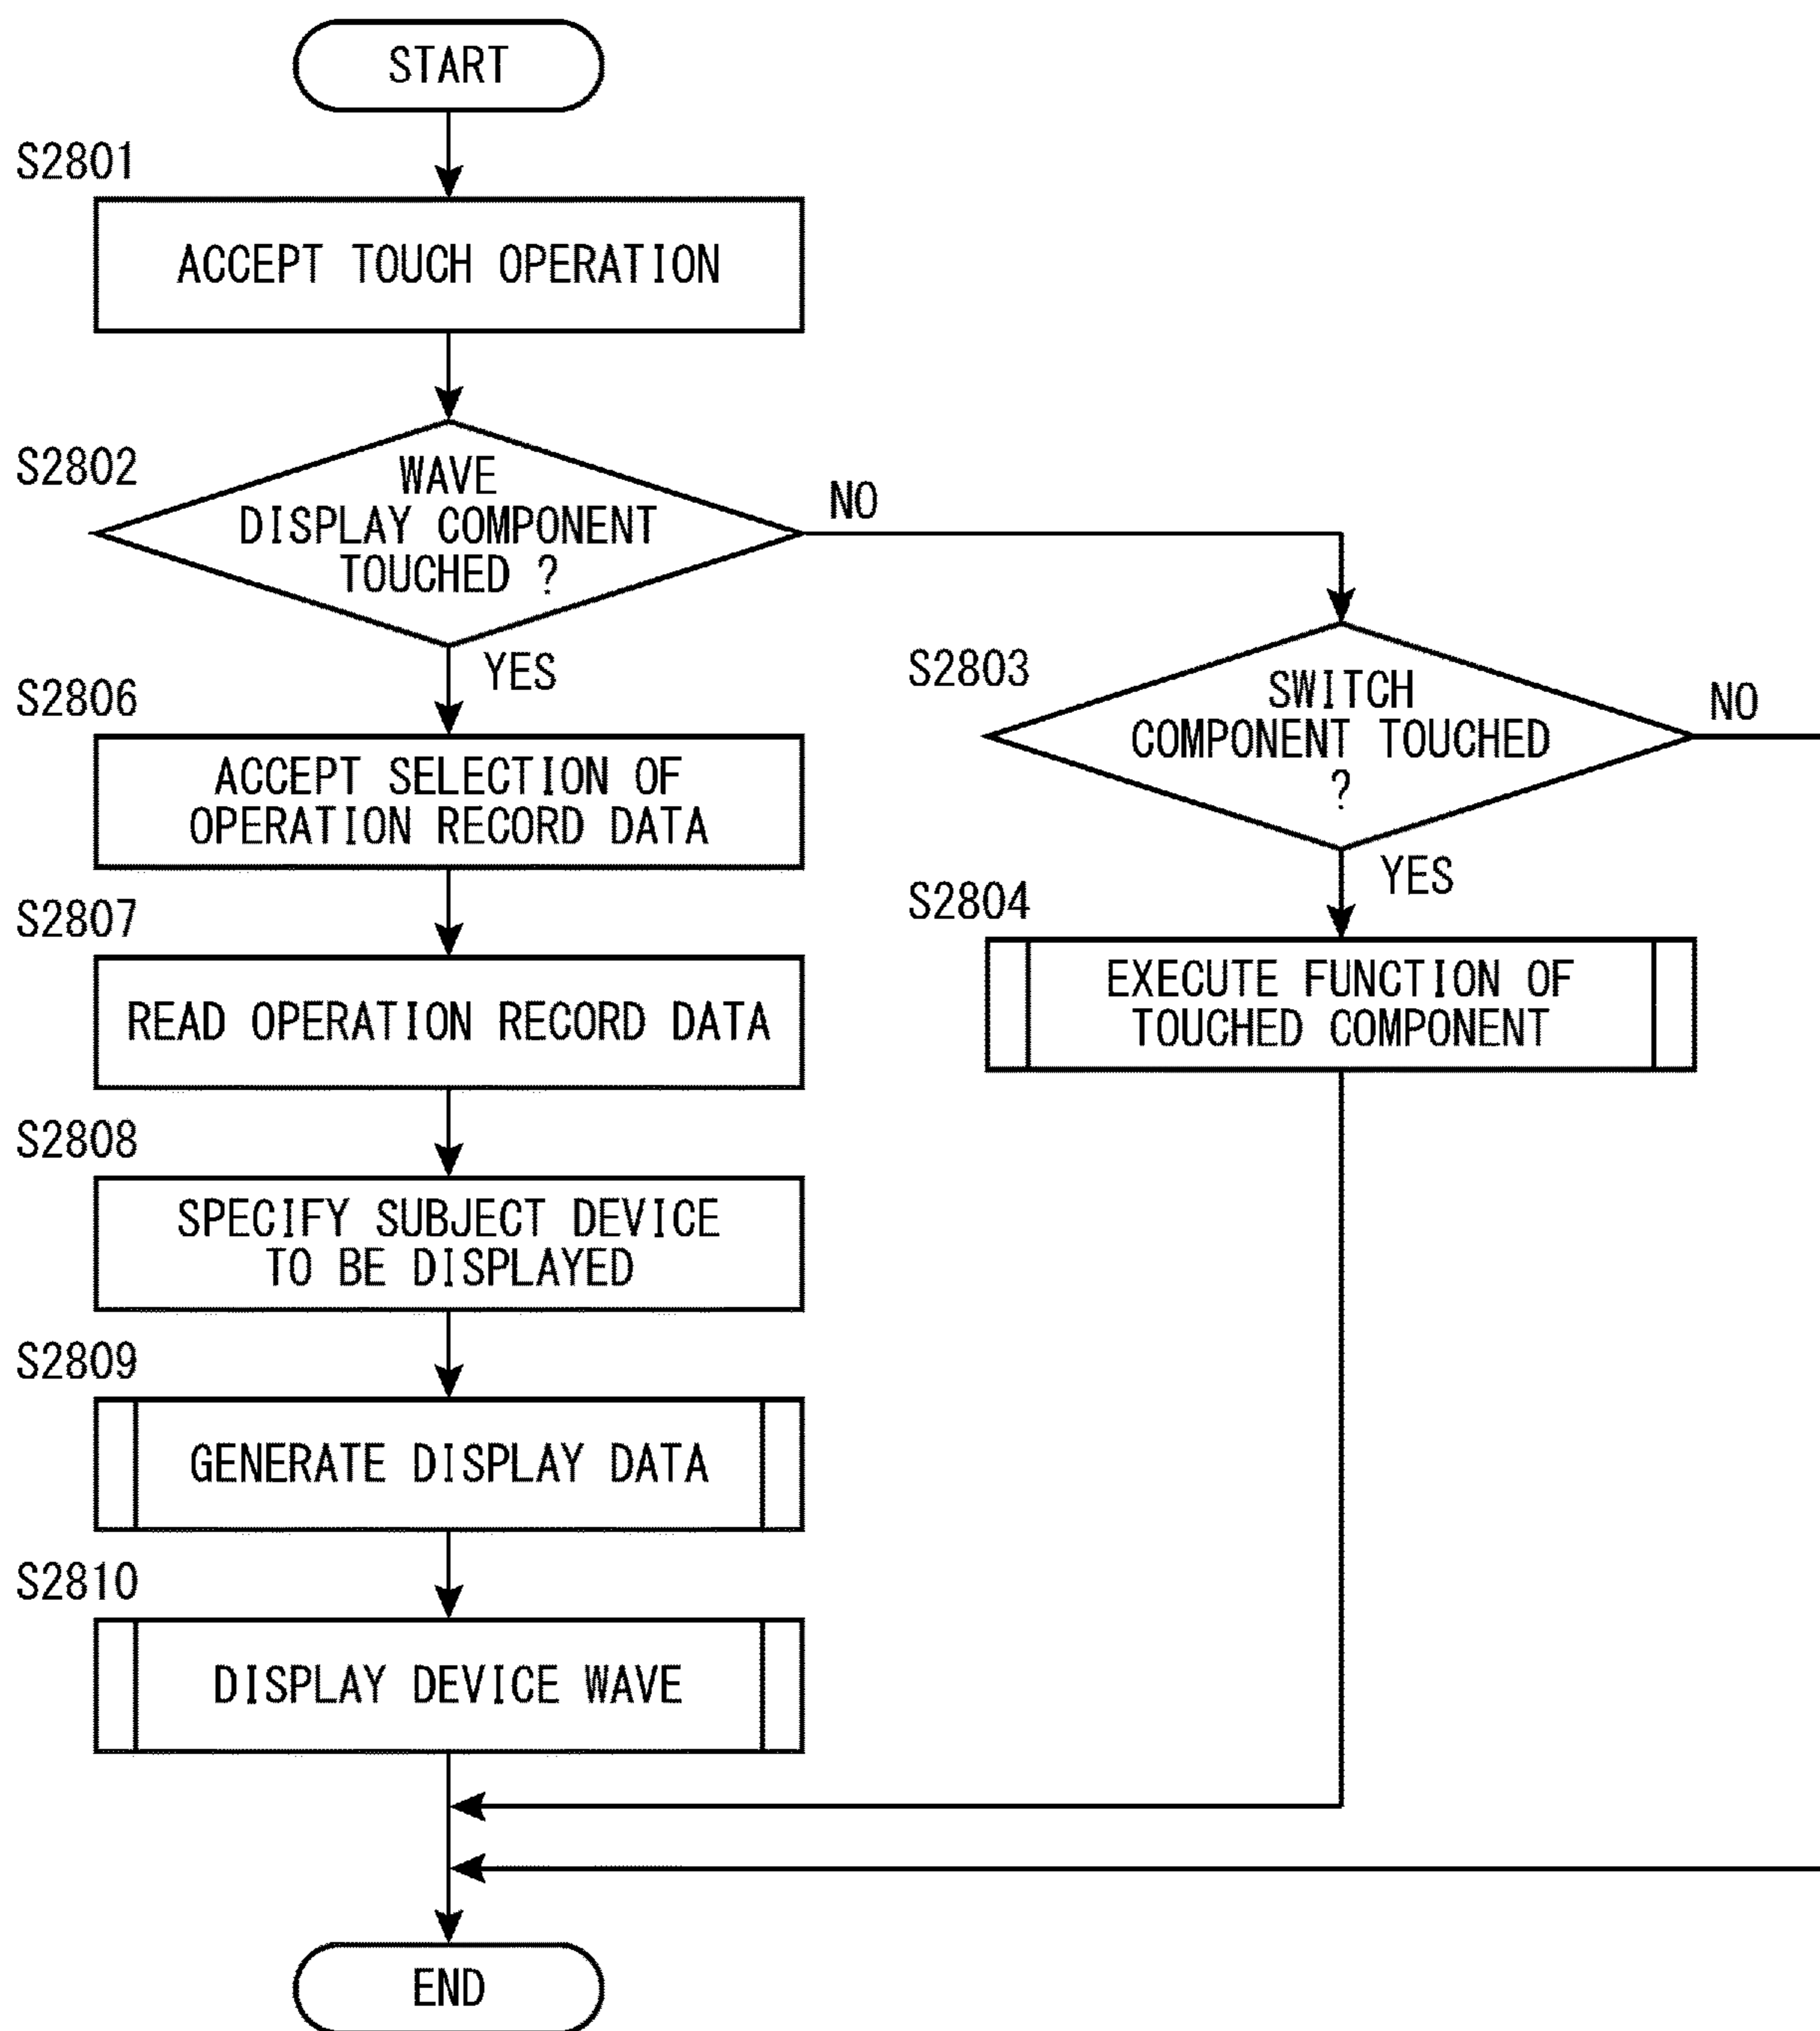 START
S2801
ACCEPT TOUCH OPERATION
S2802
WAVE
DISPLAY COMPONENT
TOUCHED ?
NO
YES
S2803
SWITCH
COMPONENT TOUCHED
?
NO
YES
S2804
EXECUTE FUNCTION OF
TOUCHED COMPONENT
S2806
ACCEPT SELECTION OF
OPERATION RECORD DATA
S2807
READ OPERATION RECORD DATA
S2808
SPECIFY SUBJECT DEVICE
TO BE DISPLAYED
S2809
GENERATE DISPLAY DATA
S2810
DISPLAY DEVICE WAVE
END